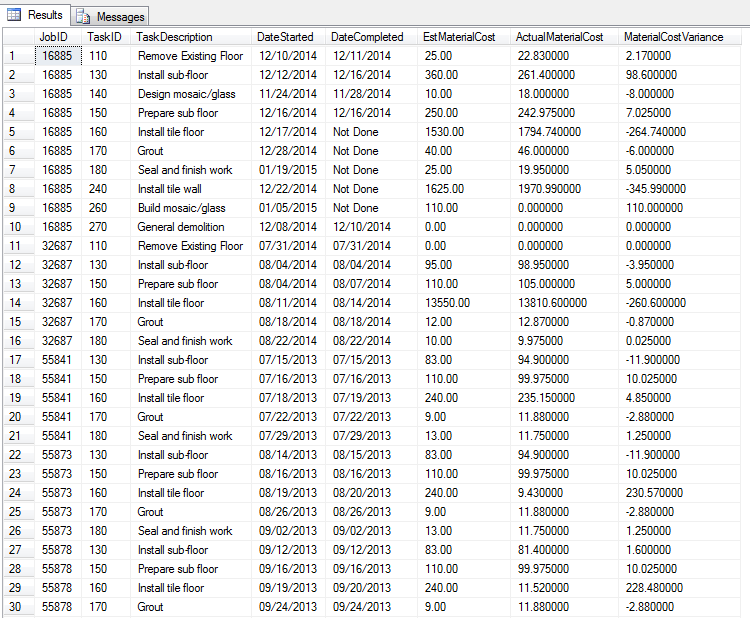 Results Messages
JobID TaskID TaskDescription DateStarted DateCompleted EstMaterialCost ActualMaterialCost MaterialCostVariance
1 16885 110 Remove Existing Floor 12/10/2014 12/11/2014 25.00 22.830000 2.170000
2 16885 130 Install sub-floor 12/12/2014 12/16/2014 360.00 261.400000 98.600000
3 16885 140 Design mosaic/glass 11/24/2014 11/28/2014 10.00 18.000000 -8.000000
4 16885 150 Prepare sub floor 12/16/2014 12/16/2014 250.00 242.975000 7.025000
5 16885 160 Install tile floor 12/17/2014 Not Done 1530.00 1794.740000 -264.740000
6 16885 170 Grout 12/28/2014 Not Done 40.00 46.000000 -6.000000
7 16885 180 Seal and finish work 01/19/2015 Not Done 25.00 19.950000 5.050000
8 16885 240 Install tile wall 12/22/2014 Not Done 1625.00 1970.990000 -345.990000
9 16885 260 Build mosaic/glass 01/05/2015 Not Done 110.00 0.000000 110.000000
10 16885 270 General demolition 12/08/2014 12/10/2014 0.00 0.000000 0.000000
11 32687 110 Remove Existing Floor 07/31/2014 07/31/2014 0.00 0.000000 0.000000
12 32687 130 Install sub-floor 08/04/2014 08/04/2014 95.00 98.950000 -3.950000
13 32687 150 Prepare sub floor 08/04/2014 08/07/2014 110.00 105.000000 5.000000
14 32687 160 Install tile floor 08/11/2014 08/14/2014 13550.00 13810.600000 -260.600000
15 32687 170 Grout 08/18/2014 08/18/2014 12.00 12.870000 -0.870000
16 32687 180 Seal and finish work 08/22/2014 08/22/2014 10.00 9.975000 0.025000
17 55841 130 Install sub-floor 07/15/2013 07/15/2013 83.00 94.900000 -11.900000
18 55841 150 Prepare sub floor 07/16/2013 07/16/2013 110.00 99.975000 10.025000
19 55841 160 Install tile floor 07/18/2013 07/19/2013 240.00 235.150000 4.850000
20 55841 170 Grout 07/22/2013 07/22/2013 9.00 11.880000 -2.880000
21 55841 180 Seal and finish work 07/29/2013 07/29/2013 13.00 11.750000 1.250000
22 55873 130 Install sub-floor 08/14/2013 08/15/2013 83.00 94.900000 -11.900000
23 55873 150 Prepare sub floor 08/16/2013 08/16/2013 110.00 99.975000 10.025000
24 55873 160 Install tile floor 08/19/2013 08/20/2013 240.00 9.430000 230.570000
25 55873 170 Grout 08/26/2013 08/26/2013 9.00 11.880000 -2.880000
26 55873 180 Seal and finish work 09/02/2013 09/02/2013 13.00 11.750000 1.250000
27 55878 130 Install sub-floor 09/12/2013 09/12/2013 83.00 81.400000 1.600000
28 55878 150 Prepare sub floor 09/16/2013 09/16/2013 110.00 99.975000 10.025000
29 55878 160 Install tile floor 09/19/2013 09/20/2013 240.00 11.520000 228.480000
30 55878 170 Grout 09/24/2013 09/24/2013 9.00 11.880000 -2.880000